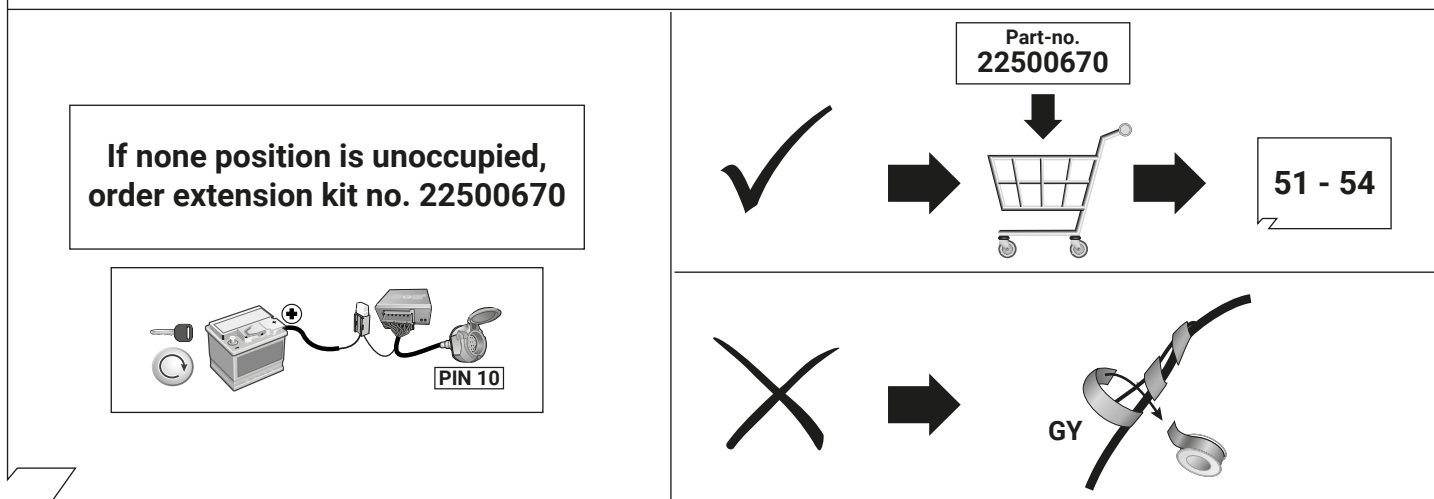 If none position is unoccupied,
order extension kit no. 22500670
PIN 10
Part-no.
22500670
51 - 54
GY